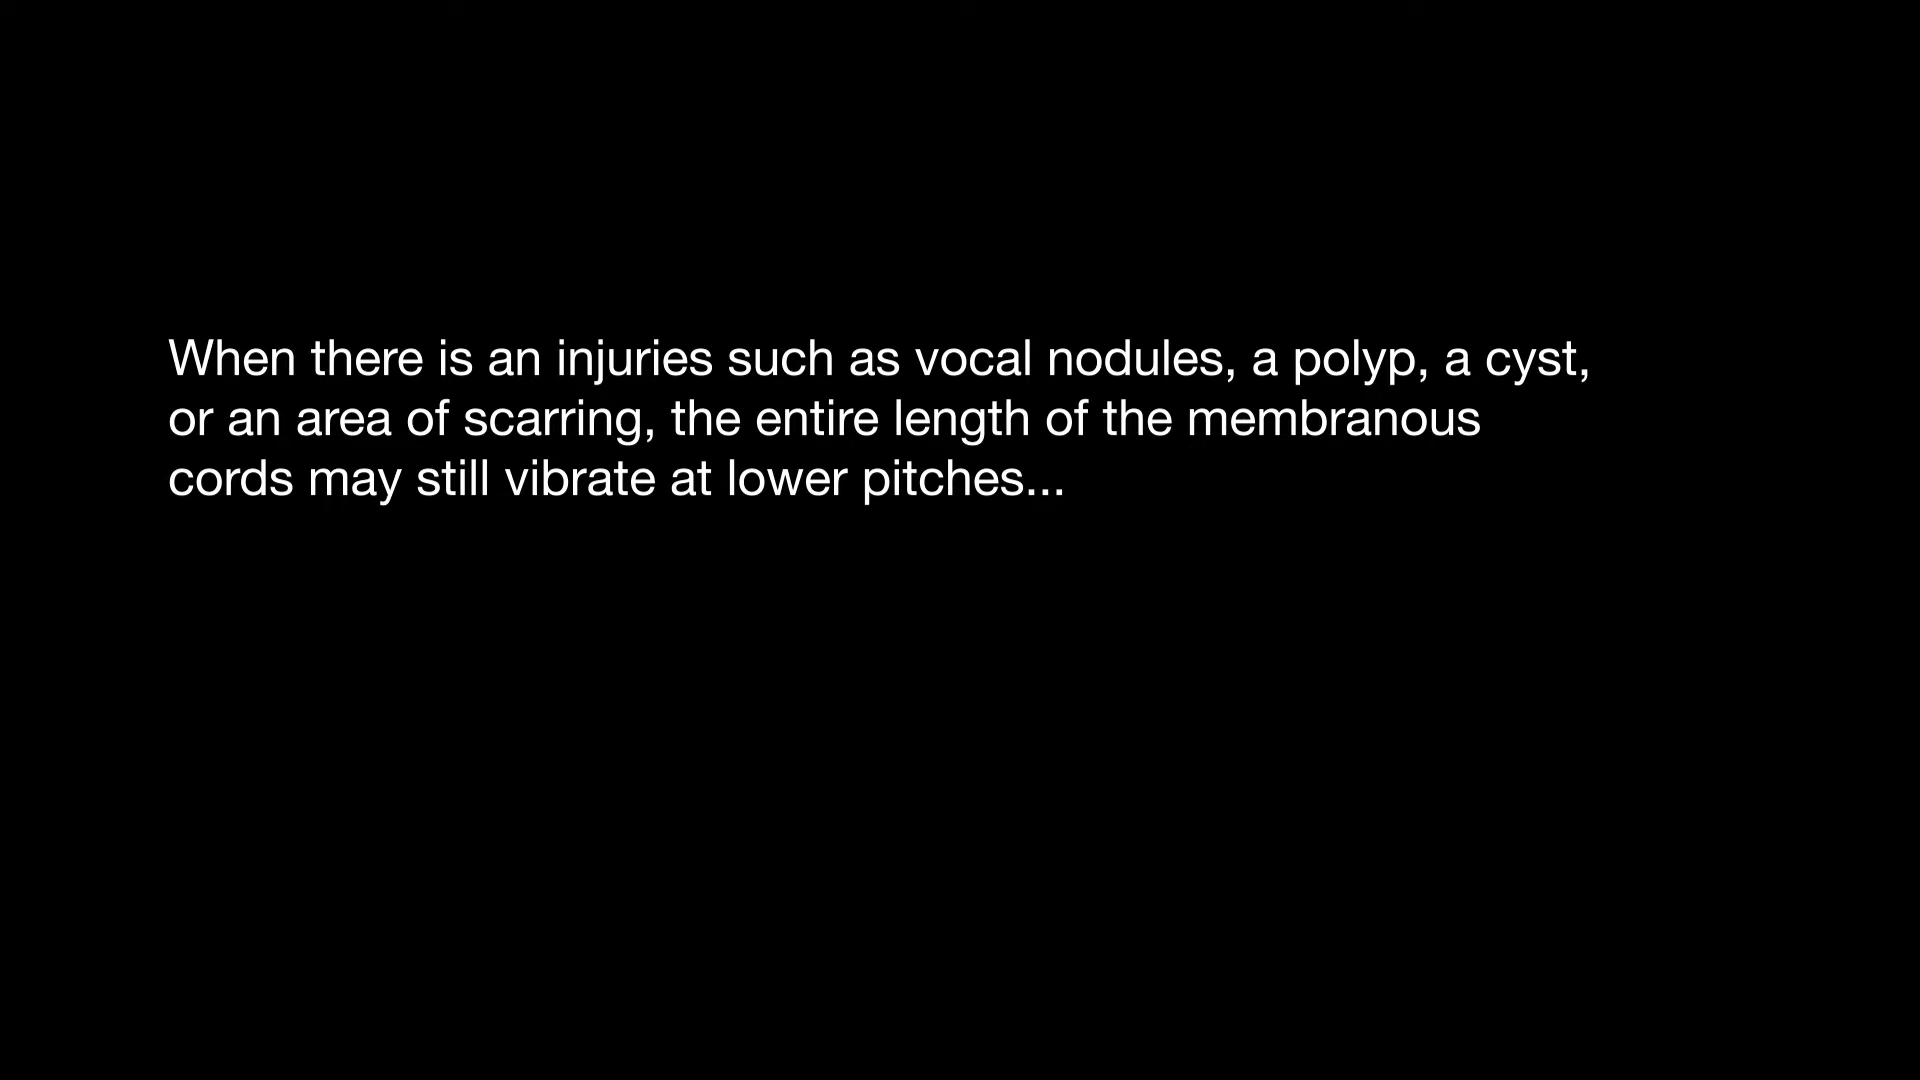 When there is an injuries such as vocal nodules, a polyp, a cyst,
or an area of scarring, the entire length of the membranous
cords may still vibrate at lower pitches...